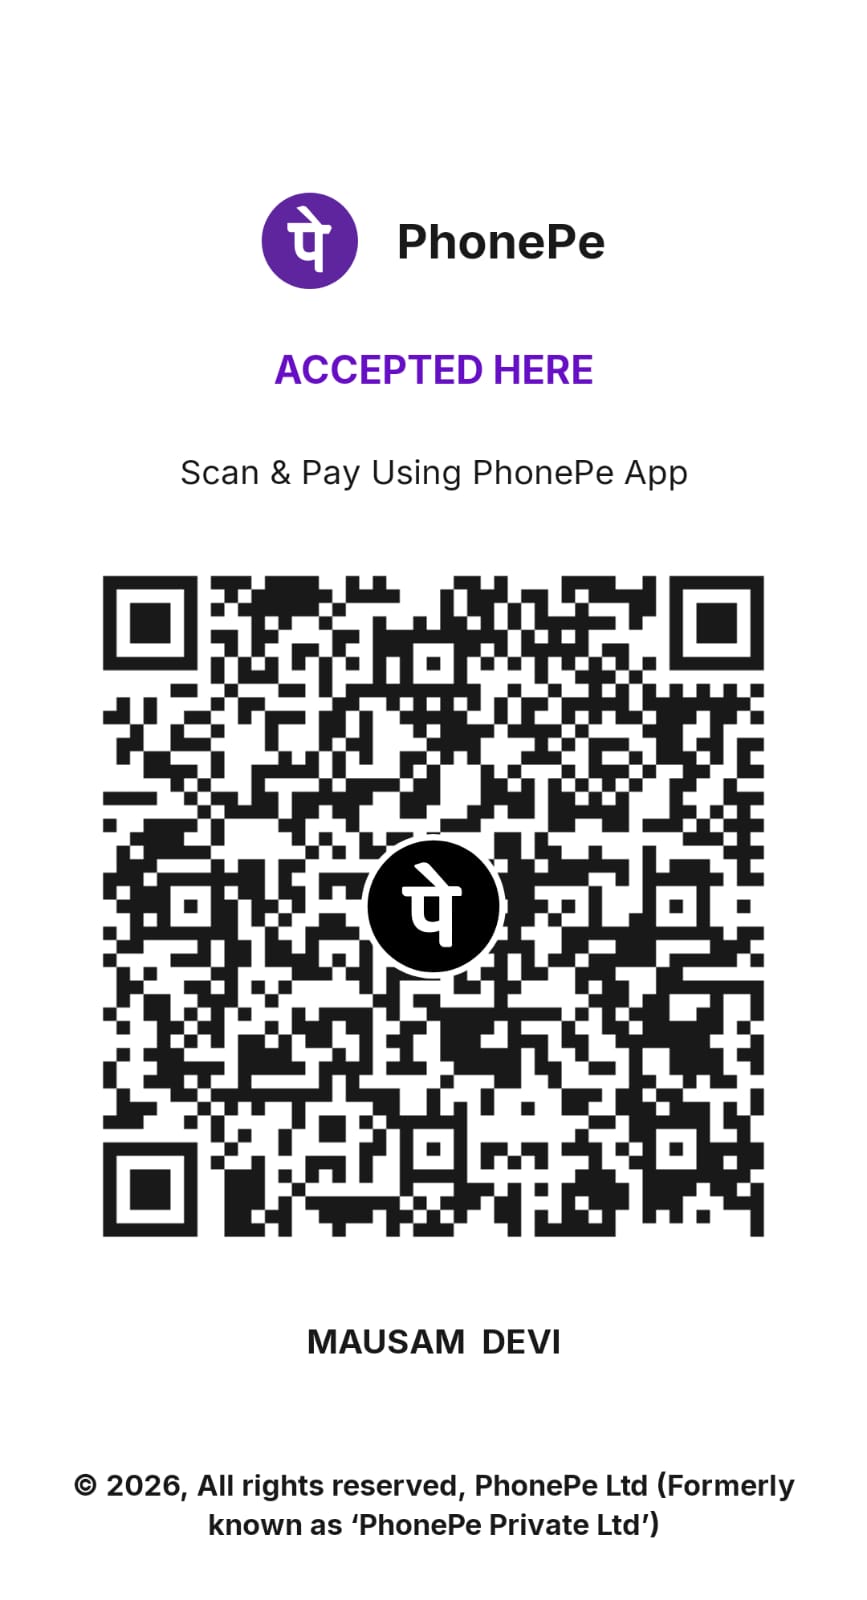 पे PhonePe
ACCEPTED HERE
Scan & Pay Using PhonePe App
पे
MAUSAM DEVI
© 2026, All rights reserved, PhonePe Ltd (Formerly
known as ‘PhonePe Private Ltd’)